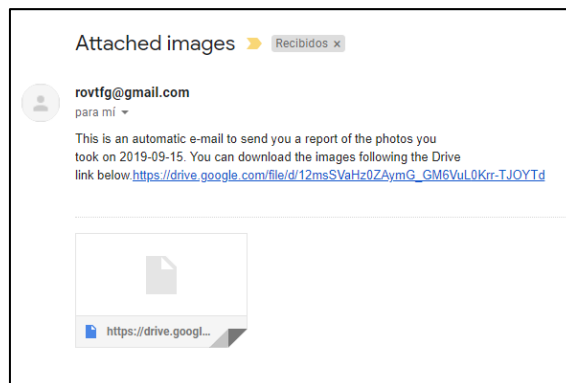 Attached images Recibidos x
rovtfg@gmail.com
para mí
This is an automatic e-mail to send you a report of the photos you
took on 2019-09-15. You can download the images following the Drive
link below.https://drive.google.com/file/d/12msSVaHz0ZAymG_GM6VuL0Krr-TJOYTd
https://drive.googl...